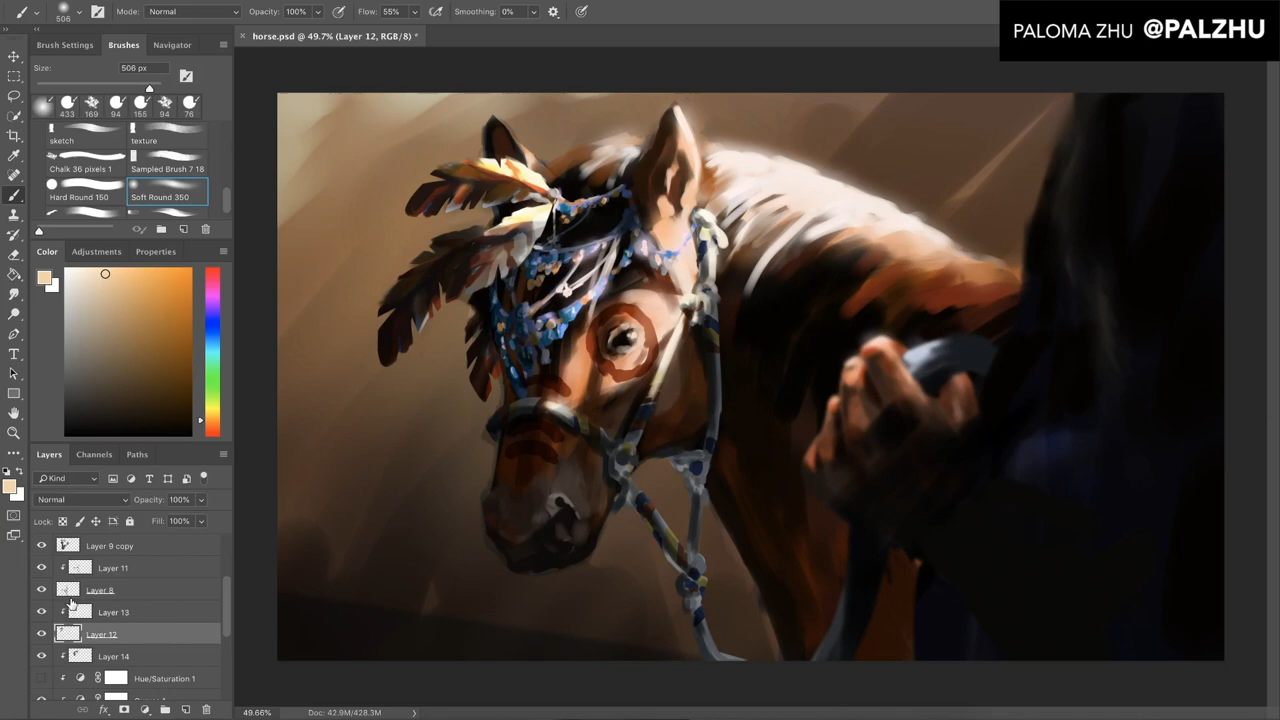 506
Mode: Normal
Opacity: 100%
Flow: 55%
Smoothing: 0%
PALOMA ZHU @PALZHU
Brush Settings
Brushes
Navigator
horse.psd @ 49.7% (Layer 12, RGB/8) *
Size:
506 px
433
169
94
155
94
76
sketch
texture
Chalk 36 pixels 1
Sampled Brush 7 18
Hard Round 150
Soft Round 350
Color
Adjustments
Properties
Layers
Channels
Paths
Kind
Normal
Opacity: 100%
Lock:
Fill: 100%
Layer 9 copy
Layer 11
Layer 8
Layer 13
Layer 12
Layer 14
Hue/Saturation 1
49.66%
Doc: 42.9M/428.3M